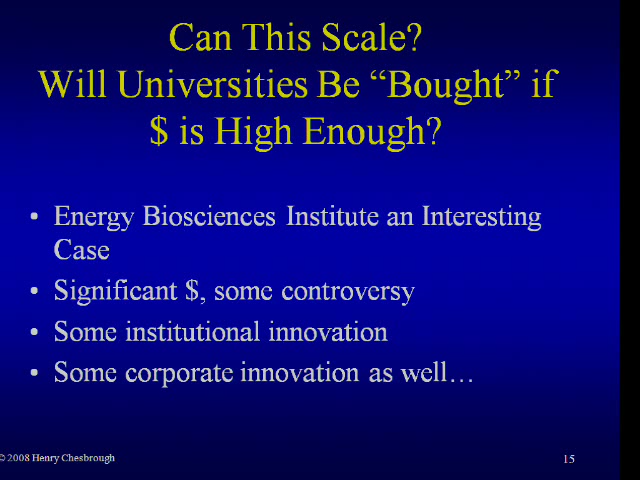 Can This Scale?
Will Universities Be “Bought” if
$ is High Enough?
• Energy Biosciences Institute an Interesting
Case
• Significant $, some controversy
• Some institutional innovation
• Some corporate innovation as well…
© 2008 Henry Chesbrough
15